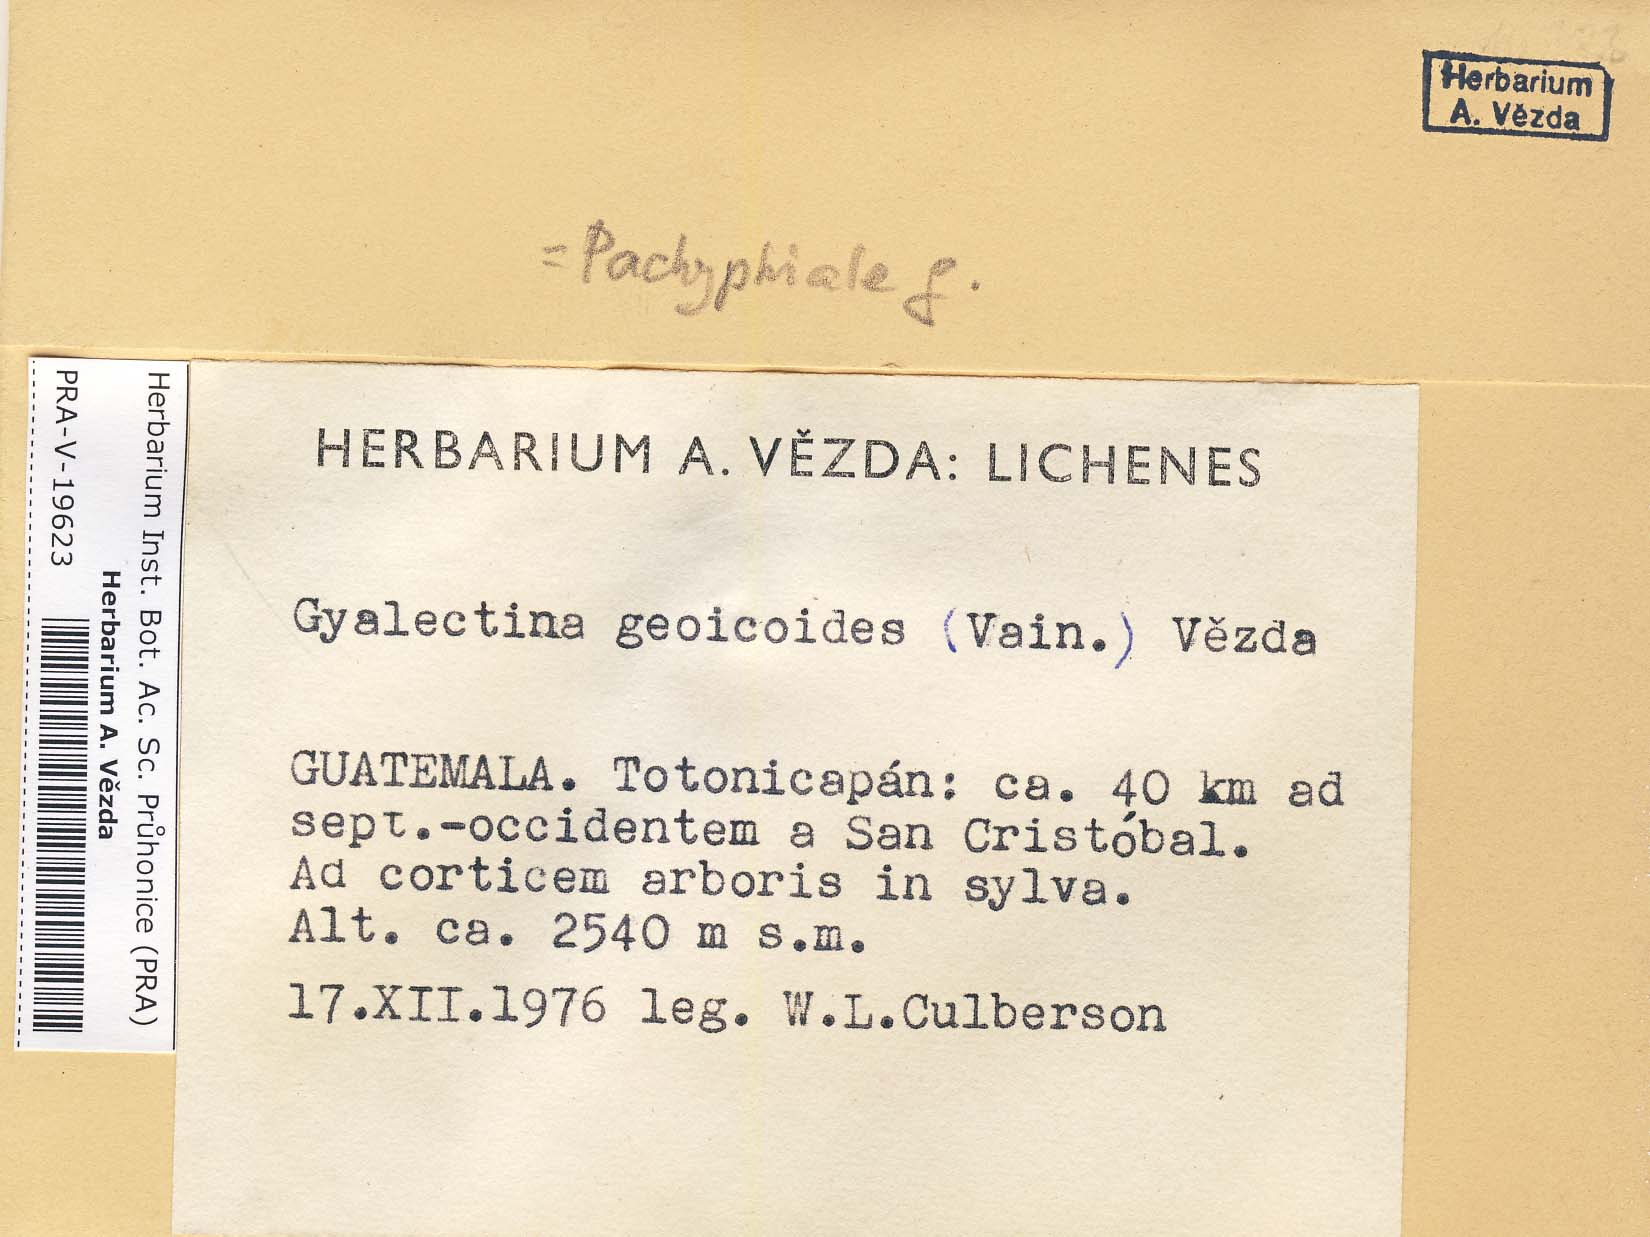 Herbarium
A. Vězda
= Pachyphiale g.
Herbarium Inst. Bot. Ac. Sc. Průhonice (PRA)
Herbarium A. Vězda
PRA-V-19623
HERBARIUM A. VĚZDA: LICHENES
Gyalectina geoicoides (Vain.) Vězda
GUATEMALA. Totonicapán: ca. 40 km ad
sept.-occidentem a San Cristóbal.
Ad corticem arboris in sylva.
Alt. ca. 2540 m s.m.
17.XII.1976 leg. W.L.Culberson